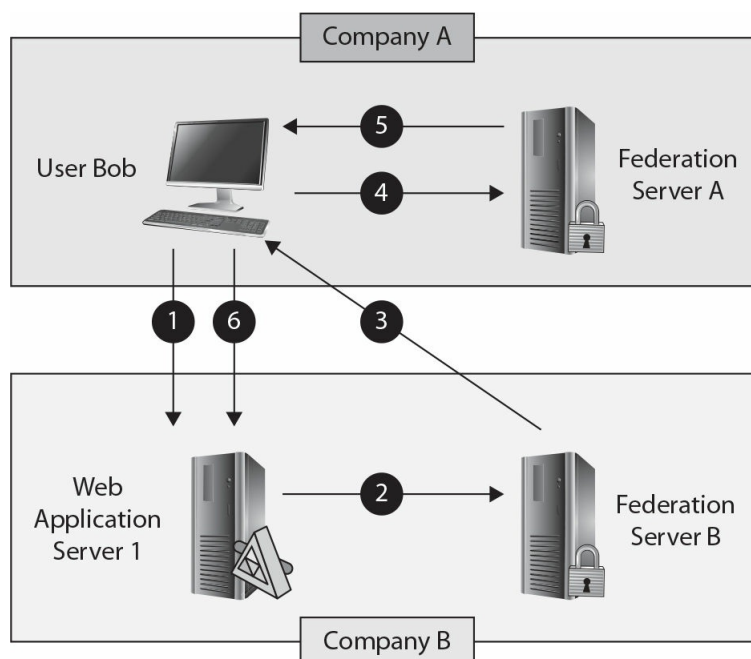 Company A
User Bob
5
4
Federation
Server A
1
6
3
Web
Application
Server 1
2
Federation
Server B
Company B